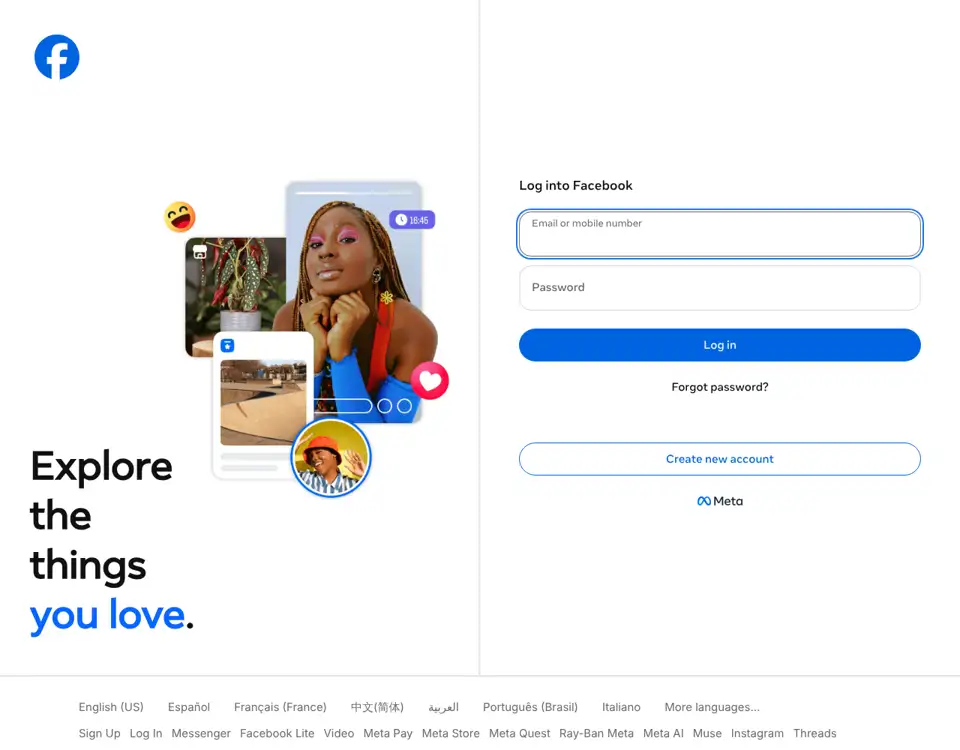 16:45
Explore
the
things
you love.
Log into Facebook
Email or mobile number
Password
Log in
Forgot password?
Create new account
Meta
English (US) Español Français (France) 中文(简体) العربية Português (Brasil) Italiano More languages...
Sign Up Log In Messenger Facebook Lite Video Meta Pay Meta Store Meta Quest Ray-Ban Meta Meta AI Muse Instagram Threads